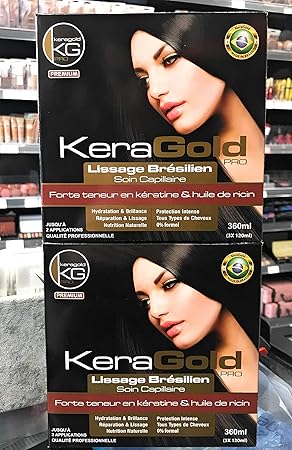 keragold
KG
PRO
PREMIUM
KeraGold
PRO
Lissage Brésilien
Soin Capillaire
Forte teneur en kératine & huile de ricin
Hydratation & Brillance
Réparation & Lissage
Nutrition Naturelle
Protection Intense
Tous Types de Cheveux
0% formol
JUSQU'À
2 APPLICATIONS
QUALITÉ PROFESSIONNELLE
360ml
(3X 120ml)
keragold
KG
PRO
PREMIUM
KeraGold
PRO
Lissage Brésilien
Soin Capillaire
Forte teneur en kératine & huile de ricin
Hydratation & Brillance
Réparation & Lissage
Nutrition Naturelle
Protection Intense
Tous Types de Cheveux
0% formol
JUSQU'À
2 APPLICATIONS
QUALITÉ PROFESSIONNELLE
360ml
(3X 120ml)